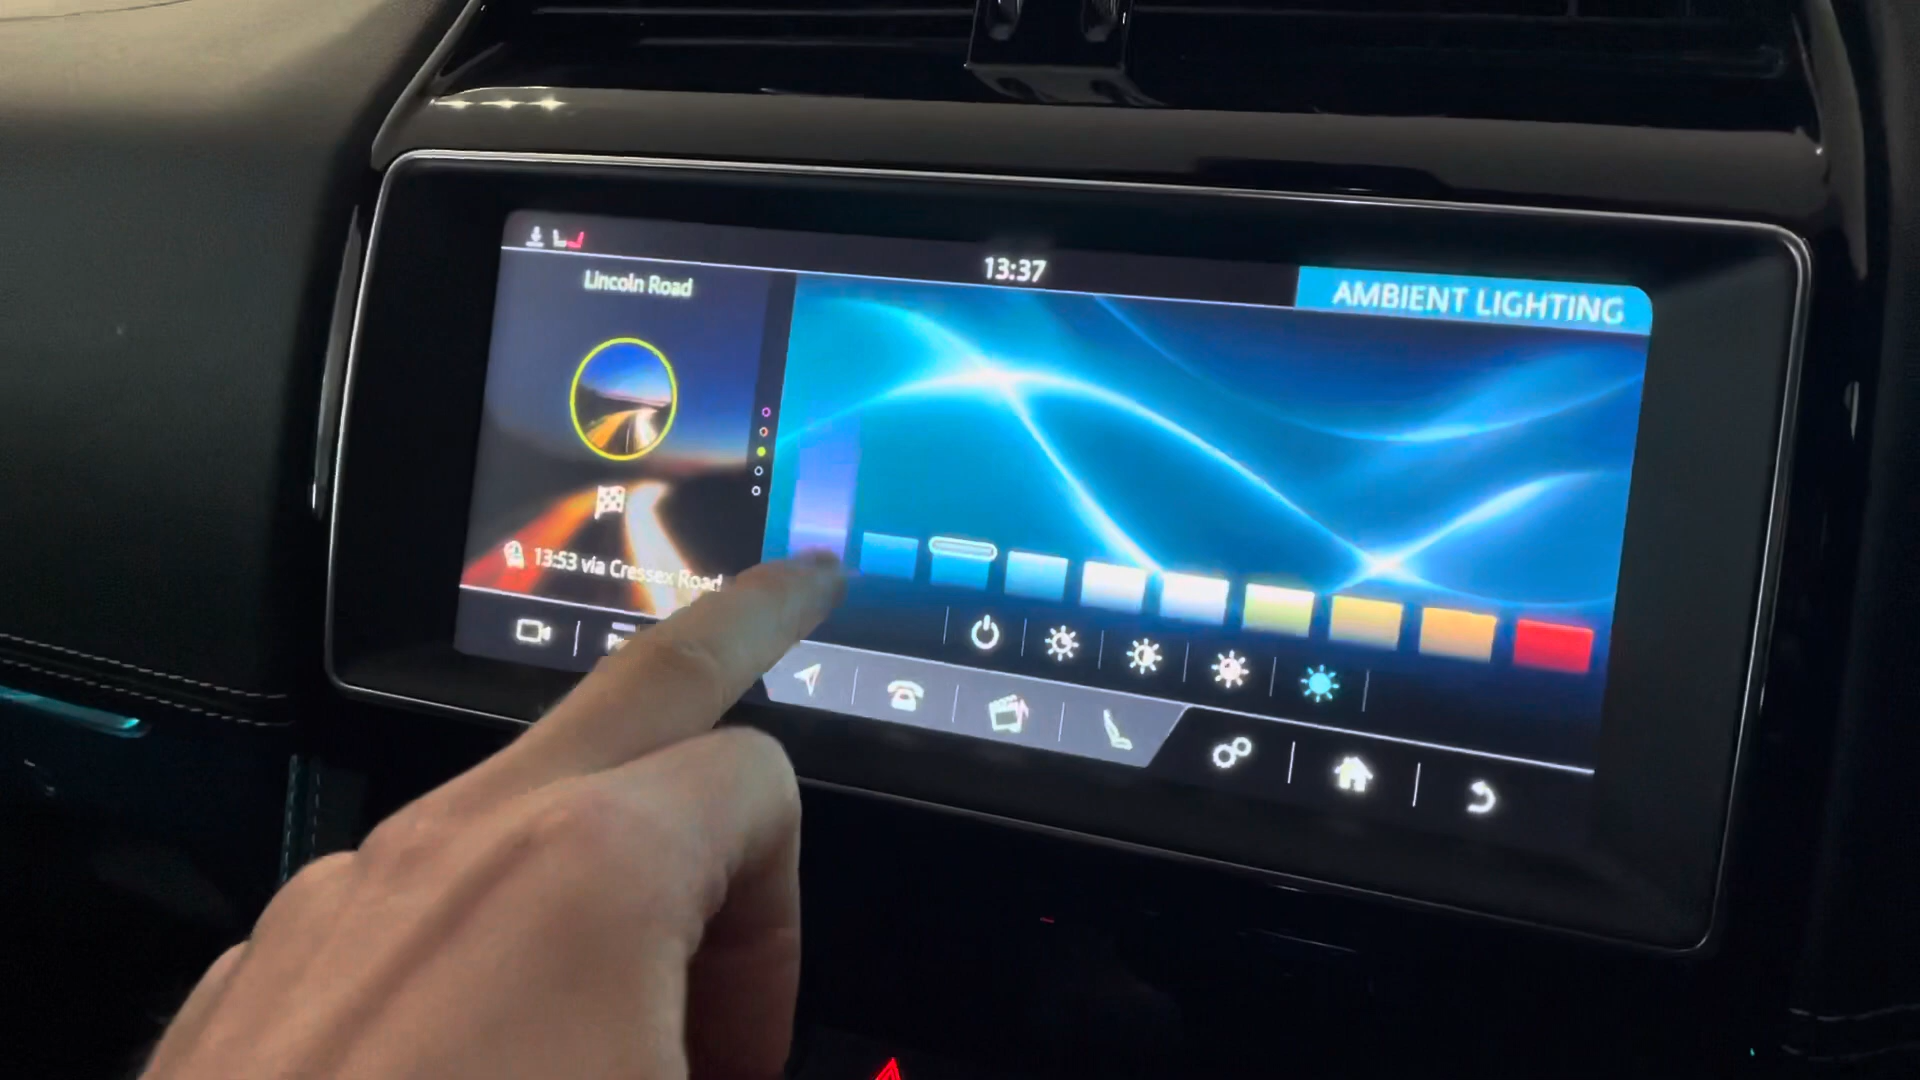 13:37
AMBIENT LIGHTING
Lincoln Road
13:53 via Cressex Road